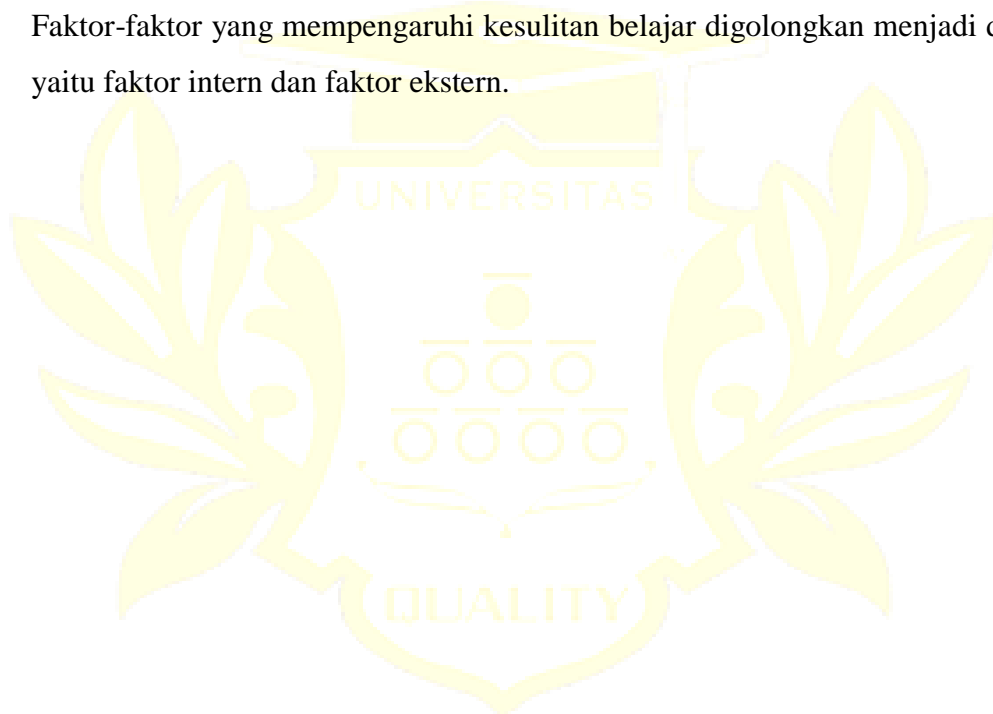 Faktor-faktor yang mempengaruhi kesulitan belajar digolongkan menjadi
yaitu faktor intern dan faktor ekstern.
UNIVERSITAS
QUALITY